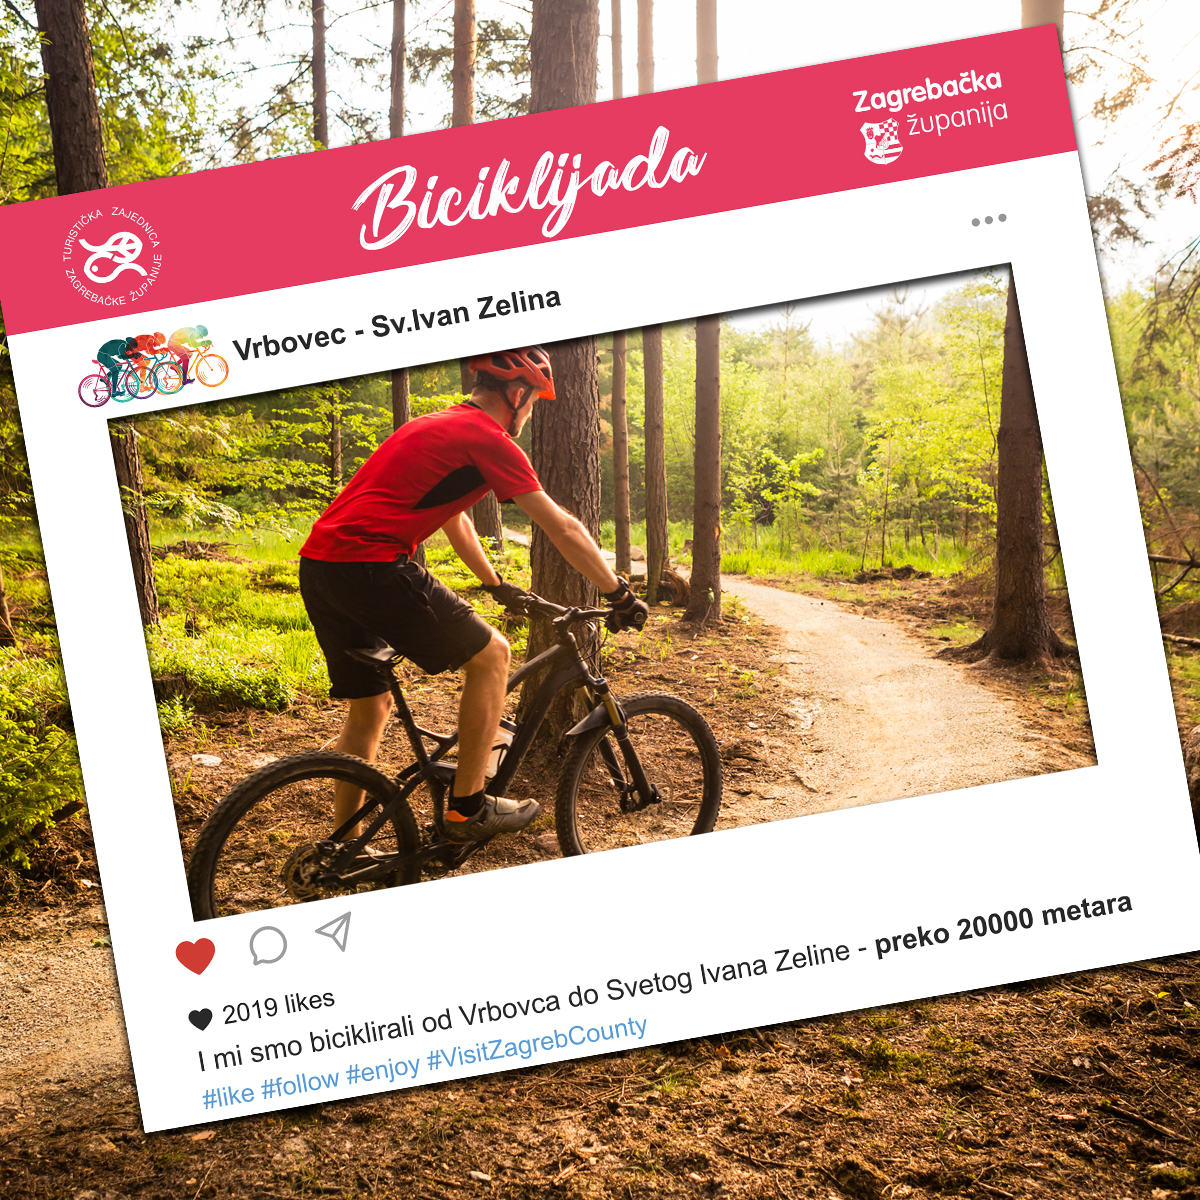 Zagrebačka
županija
Biciklijada
TURISTIČKA ZAJEDNICA
ZAGREBAČKE ŽUPANIJE
Vrbovec - Sv.Ivan Zelina
2019 likes
I mi smo biciklirali od Vrbovca do Svetog Ivana Zeline - preko 20000 metara
#like #follow #enjoy #VisitZagrebCounty